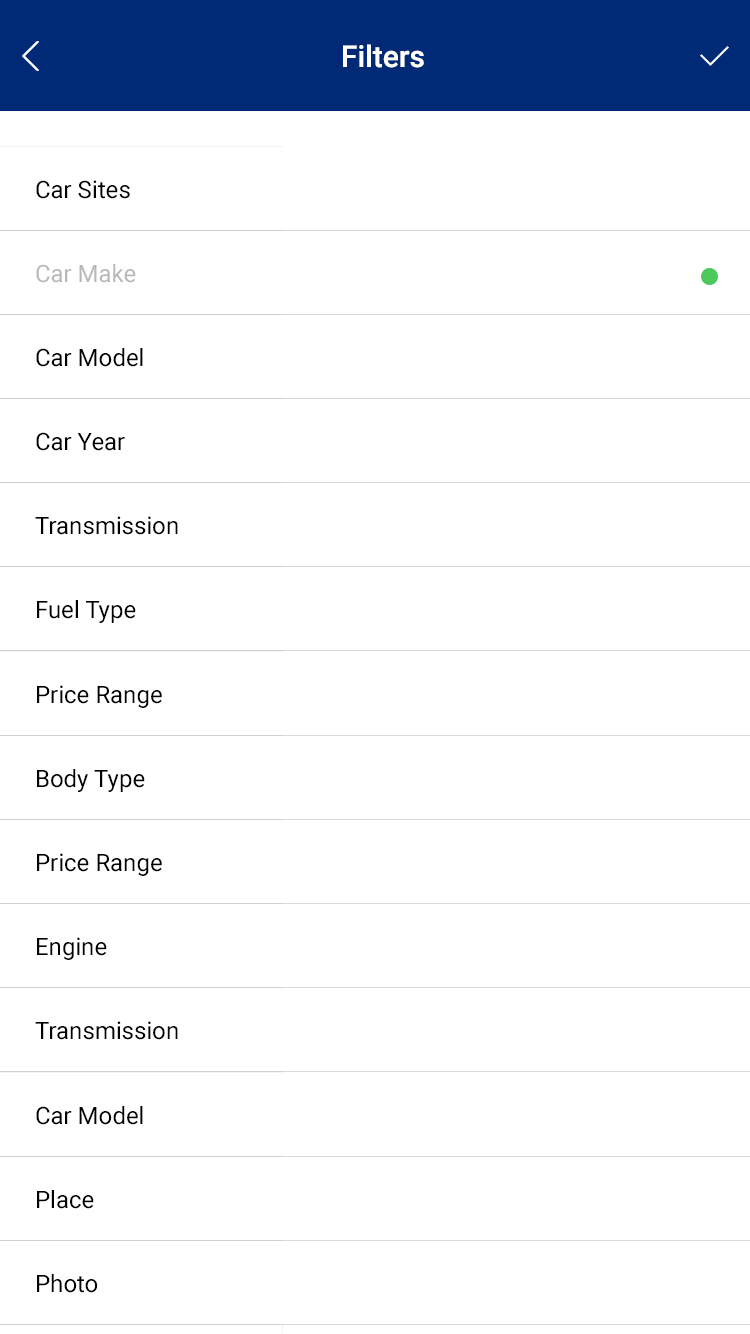 Filters
Car Sites
Car Make
Car Model
Car Year
Transmission
Fuel Type
Price Range
Body Type
Price Range
Engine
Transmission
Car Model
Place
Photo